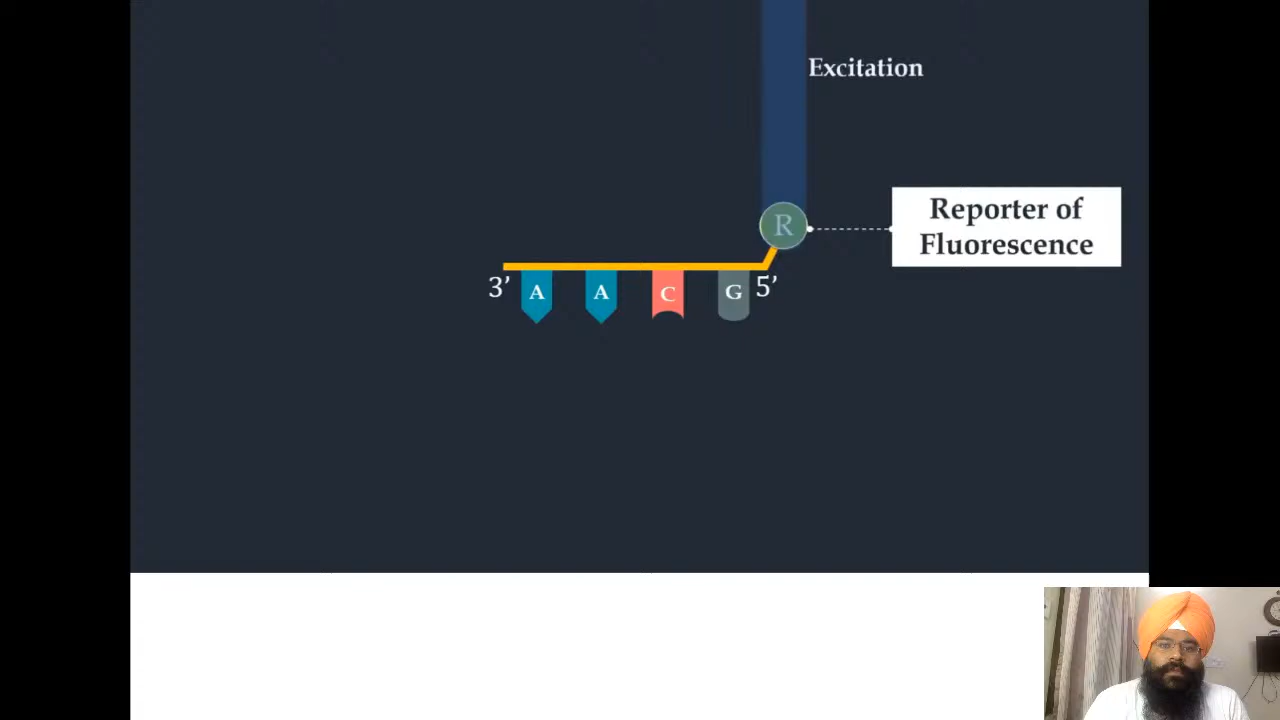 Excitation
R
Reporter of
Fluorescence
3’ A A C G 5’